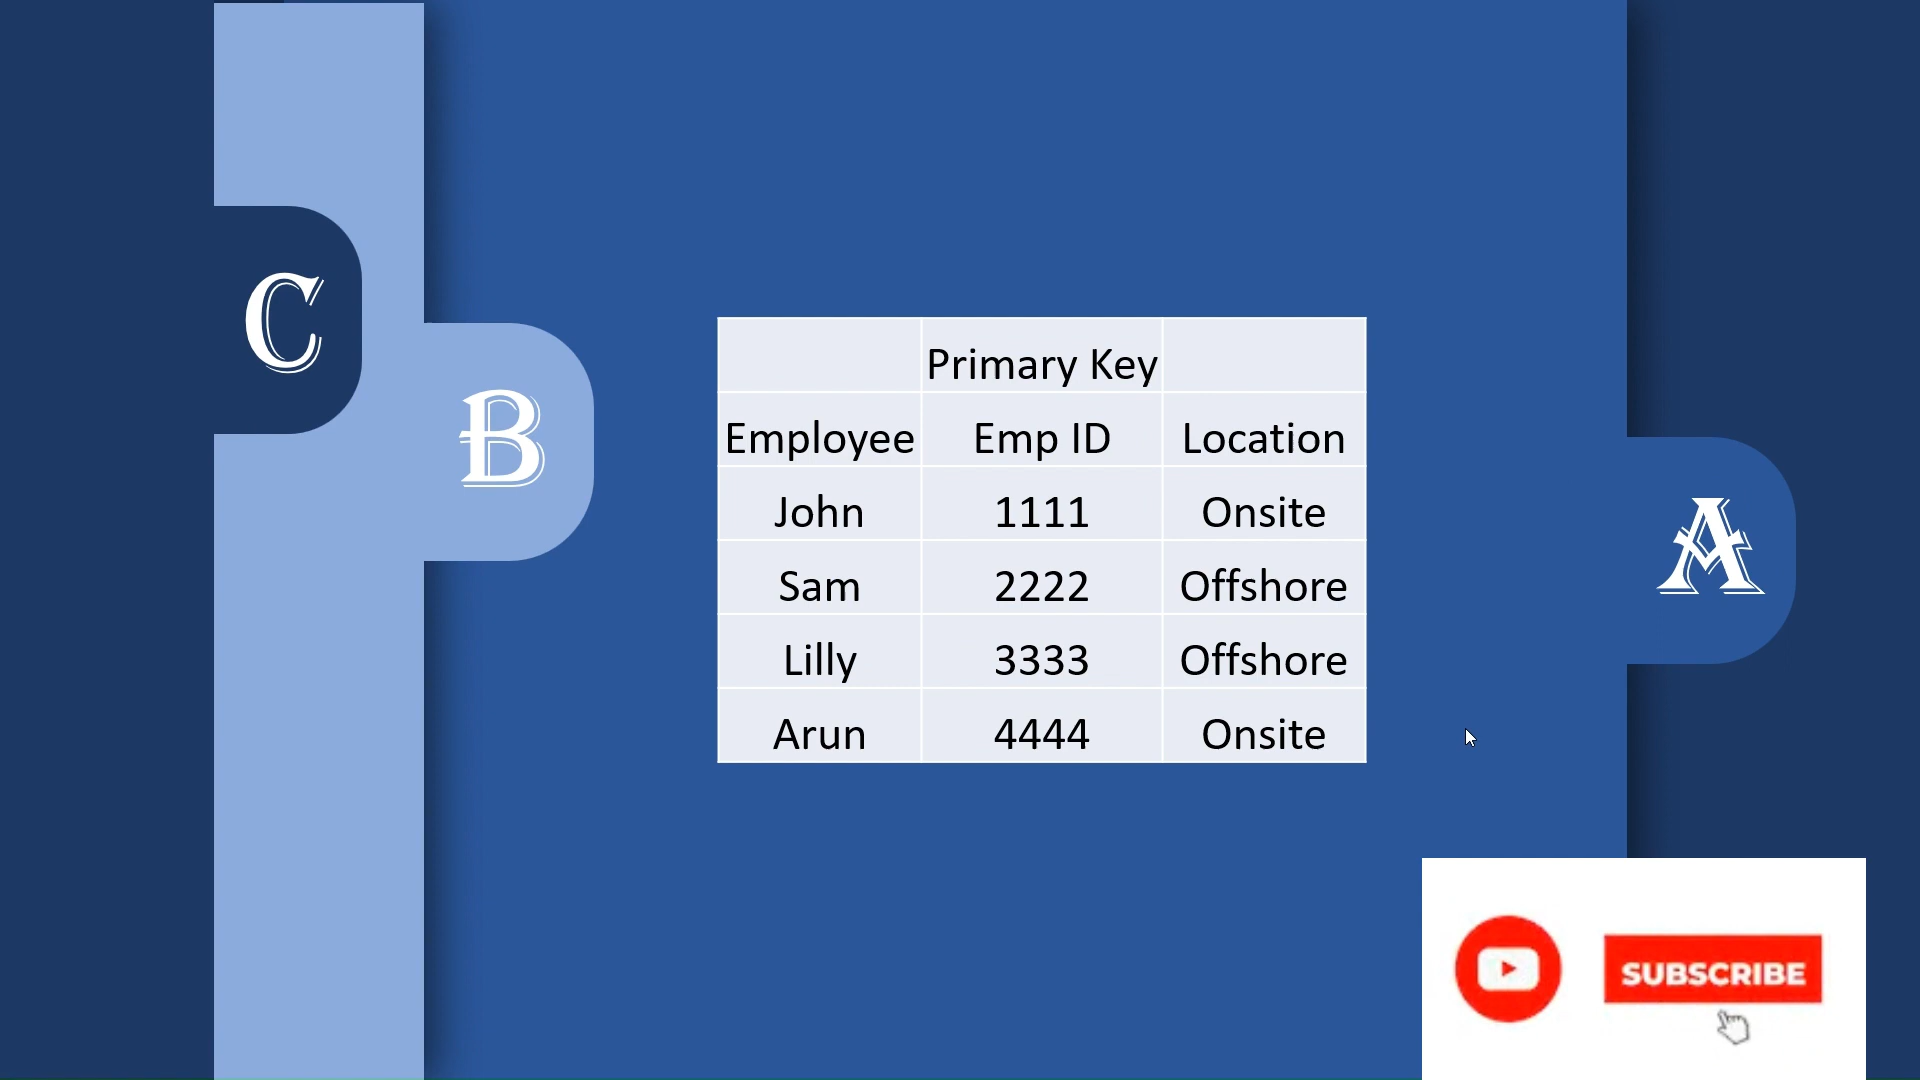 C
B
Primary Key
Employee Emp ID Location
John 1111 Onsite
Sam 2222 Offshore
Lilly 3333 Offshore
Arun 4444 Onsite
A
SUBSCRIBE